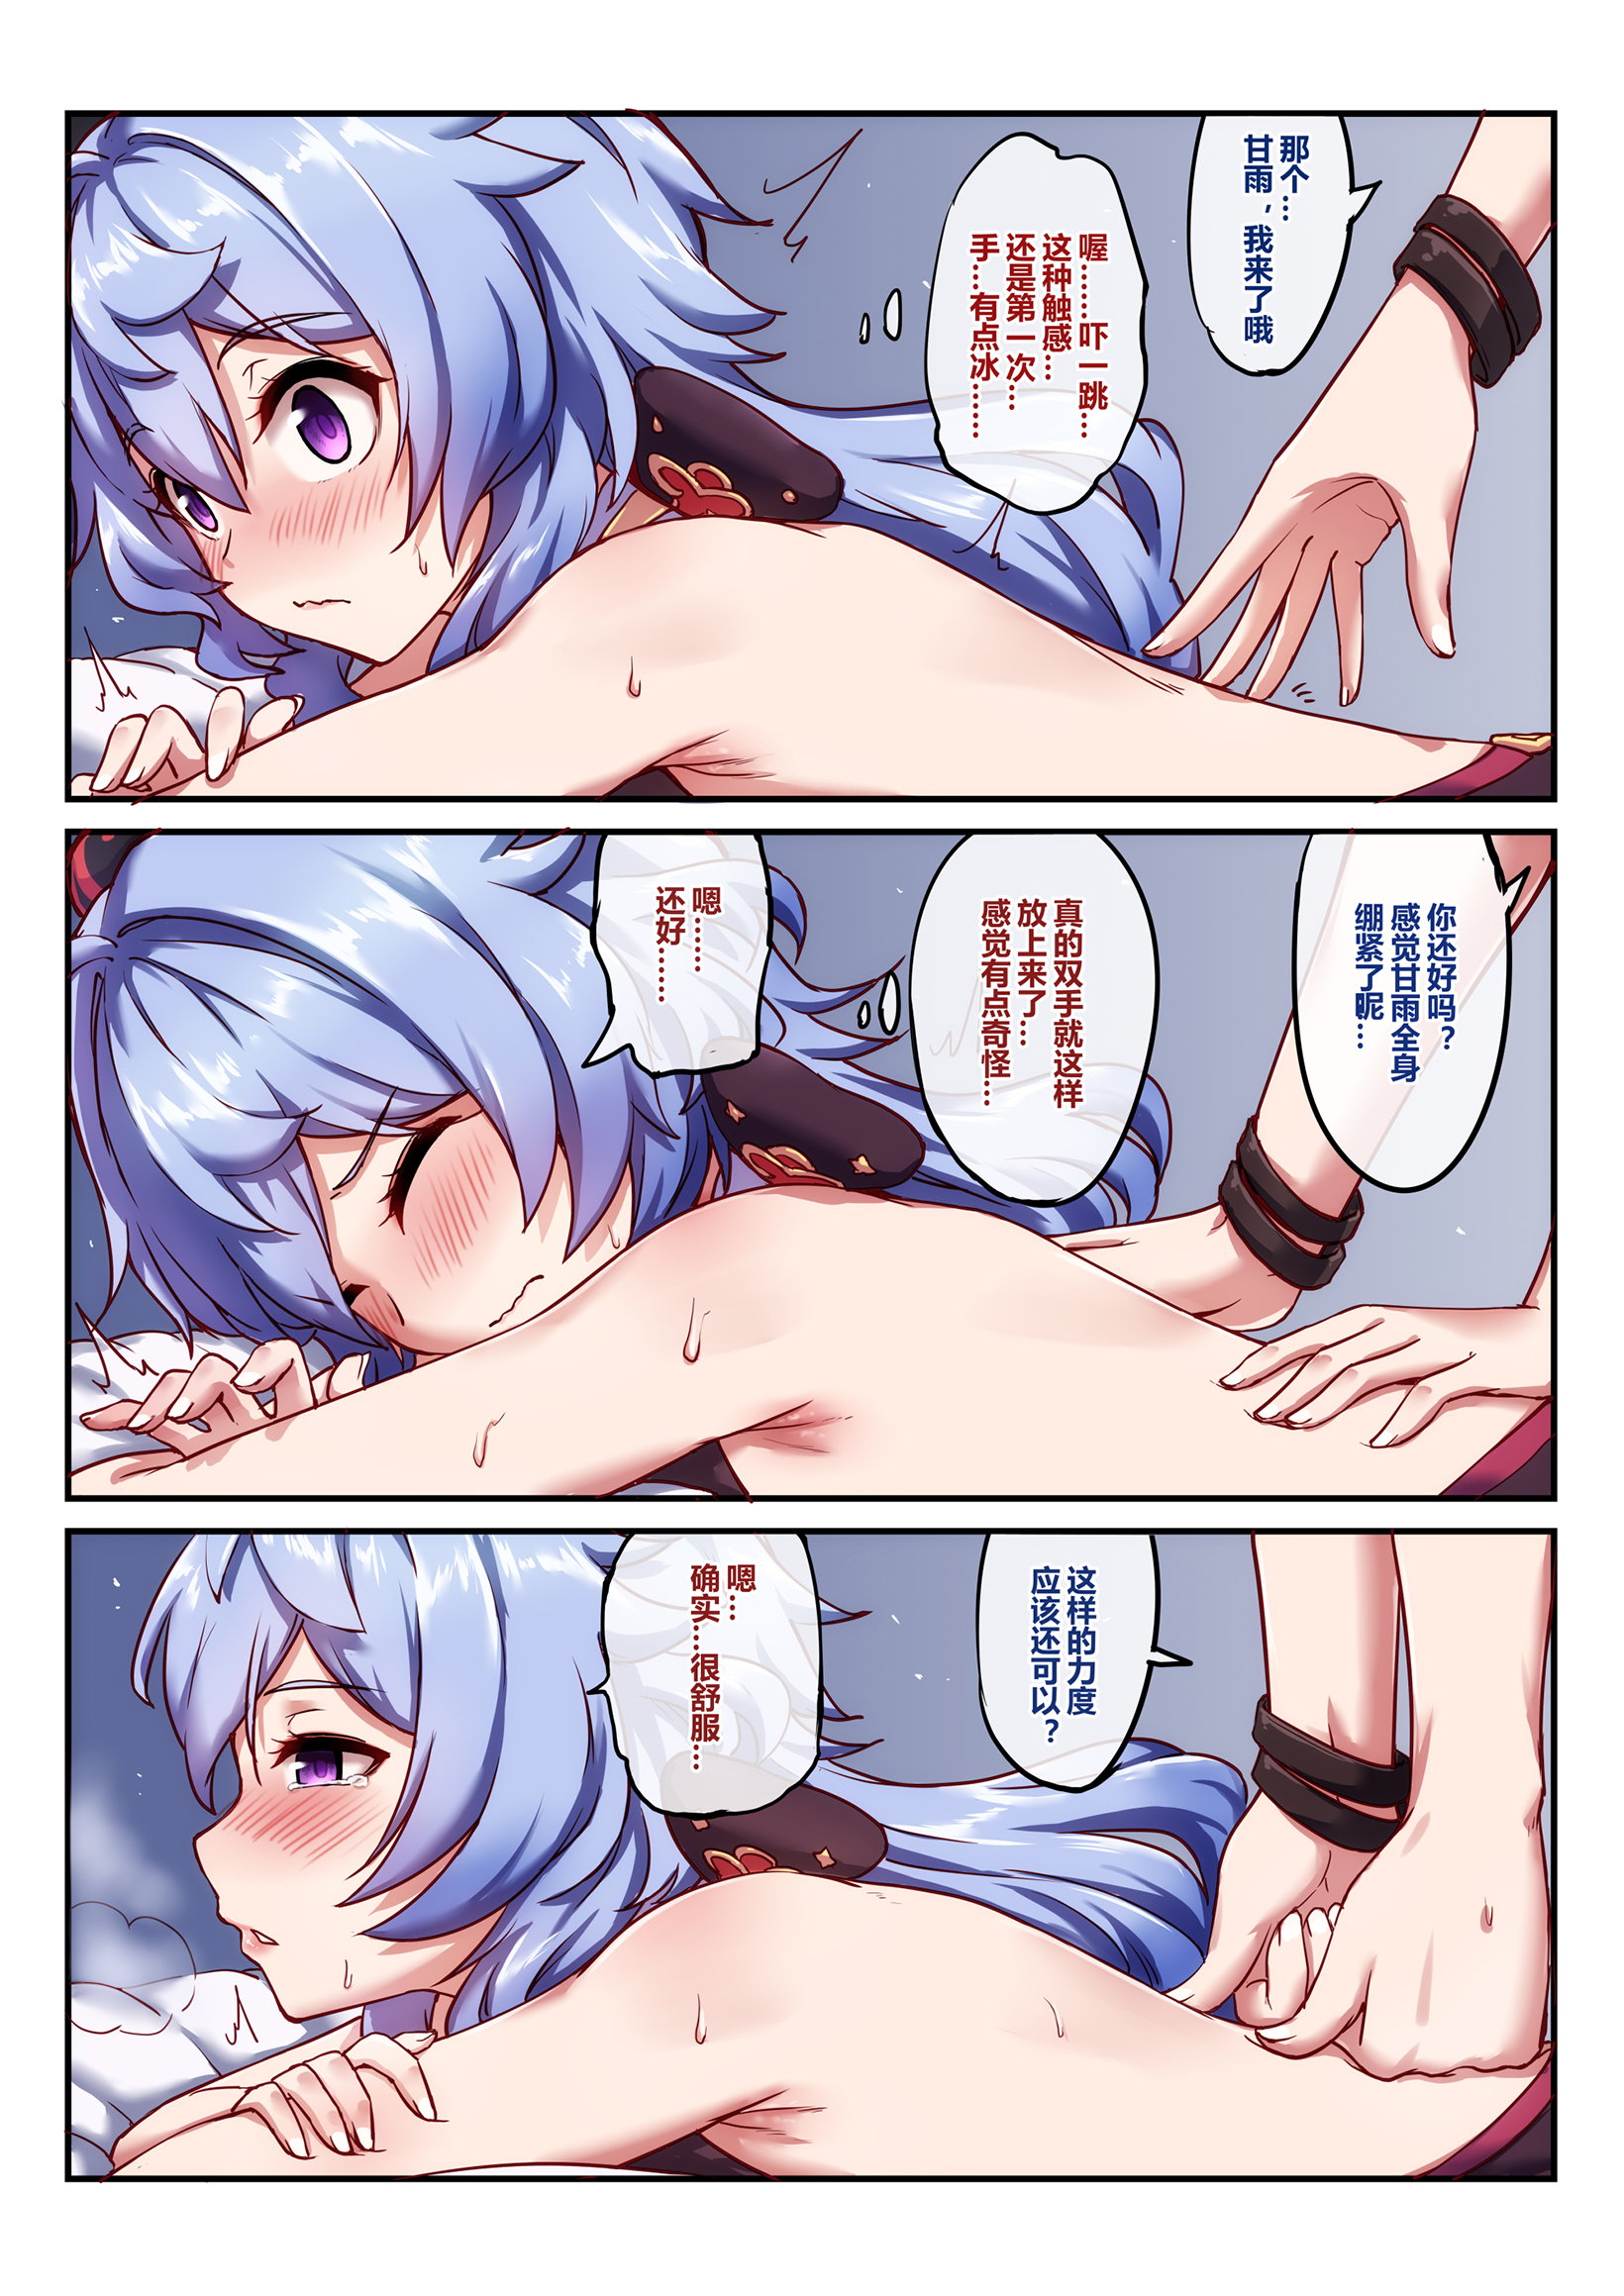 那个…
甘雨，我来了哦
喔……吓一跳…
这种触感…
还是第一次…
手…有点冰………
你还好吗？
感觉甘雨全身
绷紧了昵…
真的双手就这样
放上来了…
感觉有点奇怪…
嗯……
还好………
这样的力度
应该还可以？
嗯…
确实…很舒服…